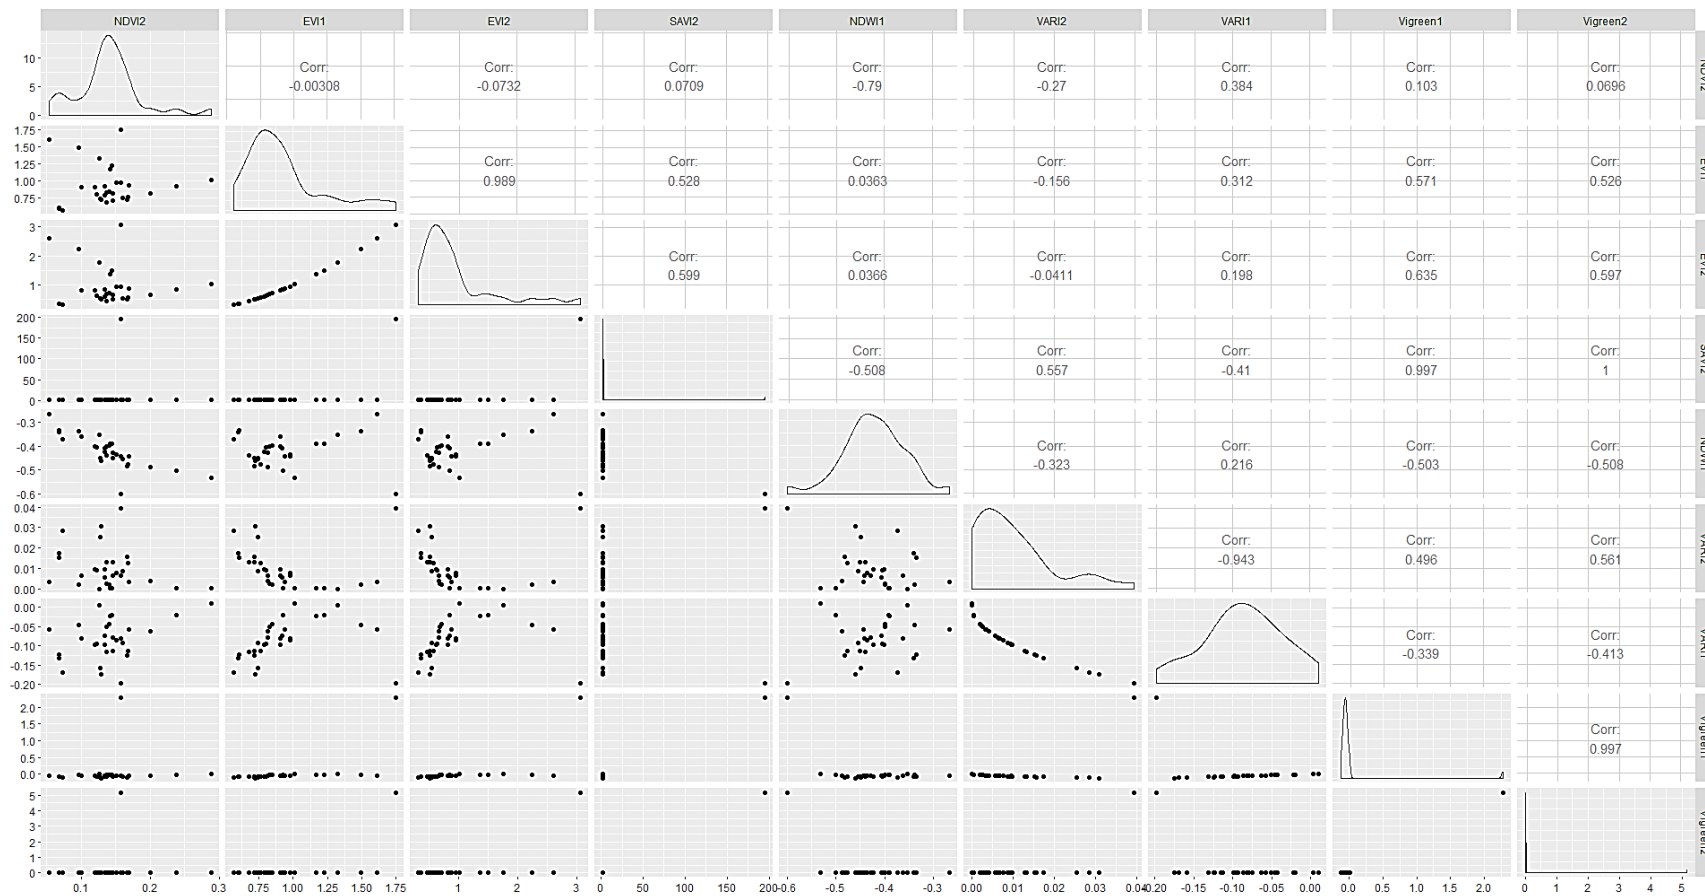 NDVI2 EVI1 EVI2 SAVI2 NDWI1 VARI2 VARI1 Vigreen1 Vigreen2
10
5
0
Corr: Corr: Corr: Corr: Corr: Corr: Corr: Corr:
-0.00308 -0.0732 0.0709 -0.79 -0.27 0.384 0.103 0.0696
NDVI2
1.75
1.50
1.25
1.00
0.75
Corr: Corr: Corr: Corr: Corr: Corr: Corr:
0.989 0.528 0.0363 -0.156 0.312 0.571 0.526
EVI1
3
2
1
Corr: Corr: Corr: Corr: Corr: Corr:
0.599 0.0366 -0.0411 0.198 0.635 0.597
EVI2
200
150
100
50
0
Corr: Corr: Corr: Corr: Corr:
-0.508 0.557 -0.41 0.997 1
SAVI2
-0.3
-0.4
-0.5
-0.6
Corr: Corr: Corr: Corr:
-0.323 0.216 -0.503 -0.508
NDWI1
0.04
0.03
0.02
0.01
0.00
Corr: Corr: Corr:
-0.943 0.496 0.561
VARI2
0.00
-0.05
-0.10
-0.15
-0.20
Corr: Corr:
-0.339 -0.413
VARI1
2.0
1.5
1.0
0.5
0.0
Corr:
0.997
Vigreen1
5
4
3
2
1
0
Vigreen2
0.1 0.2 0.3 0.75 1.00 1.25 1.50 1.75 1 2 3 0 50 100 150 200 -0.6 -0.5 -0.4 -0.3 0.00 0.01 0.02 0.03 0.04 -0.20 -0.15 -0.10 -0.05 0.00 0.0 0.5 1.0 1.5 2.0 0 1 2 3 4 5